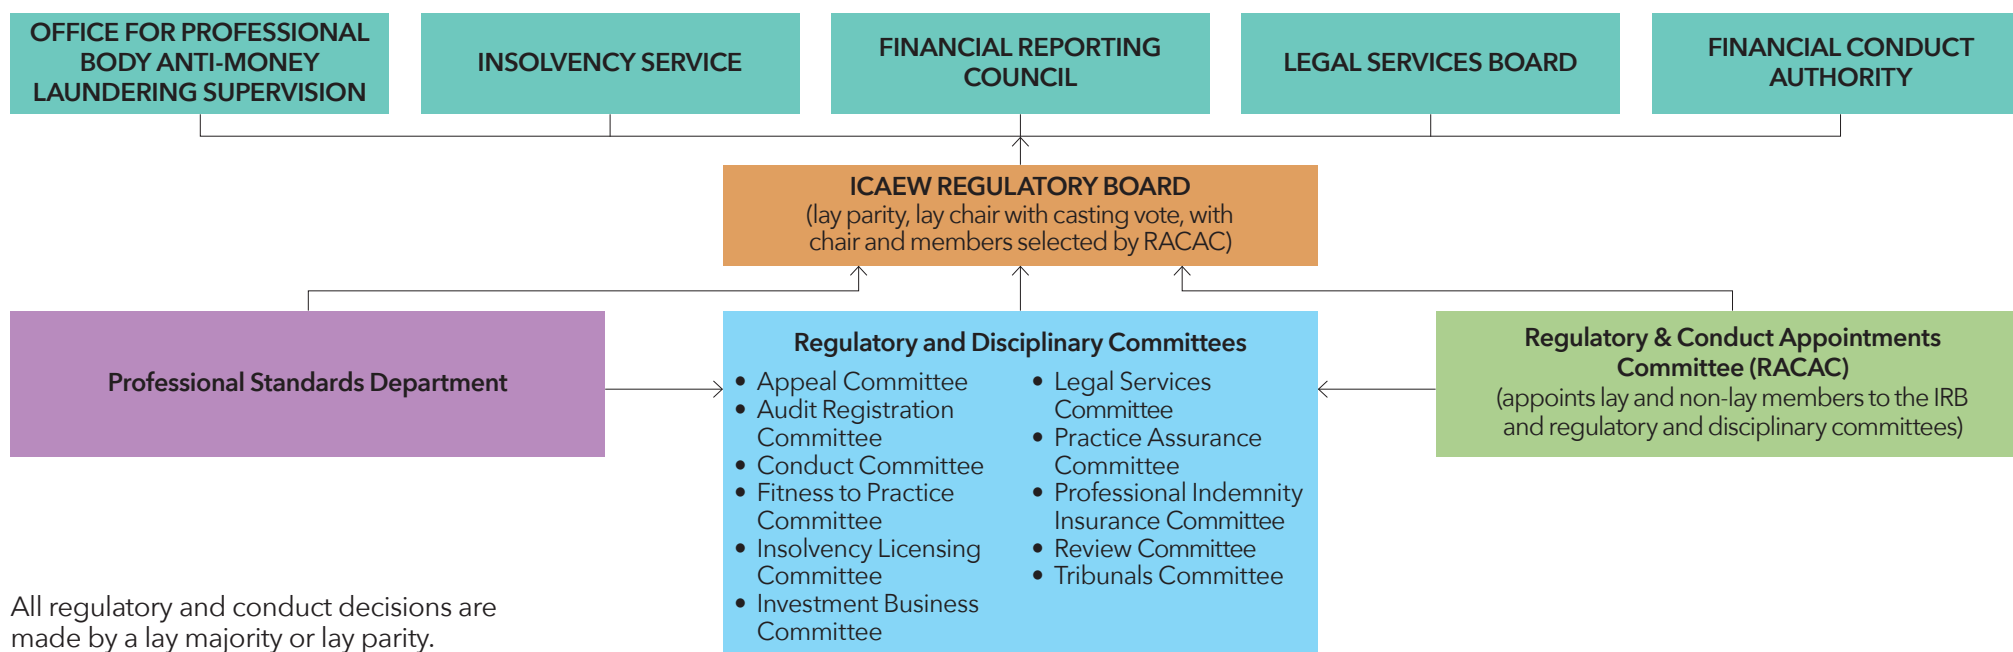 OFFICE FOR PROFESSIONAL
BODY ANTI-MONEY
LAUNDERING SUPERVISION
INSOLVENCY SERVICE
FINANCIAL REPORTING
COUNCIL
LEGAL SERVICES BOARD
FINANCIAL CONDUCT
AUTHORITY
ICAEW REGULATORY BOARD
(lay parity, lay chair with casting vote, with
chair and members selected by RACAC)
Professional Standards Department
Regulatory and Disciplinary Committees
• Appeal Committee
• Audit Registration
Committee
• Conduct Committee
• Fitness to Practice
Committee
• Insolvency Licensing
Committee
• Investment Business
Committee
• Legal Services
Committee
• Practice Assurance
Committee
• Professional Indemnity
Insurance Committee
• Review Committee
• Tribunals Committee
Regulatory & Conduct Appointments
Committee (RACAC)
(appoints lay and non-lay members to the IRB
and regulatory and disciplinary committees)
All regulatory and conduct decisions are
made by a lay majority or lay parity.